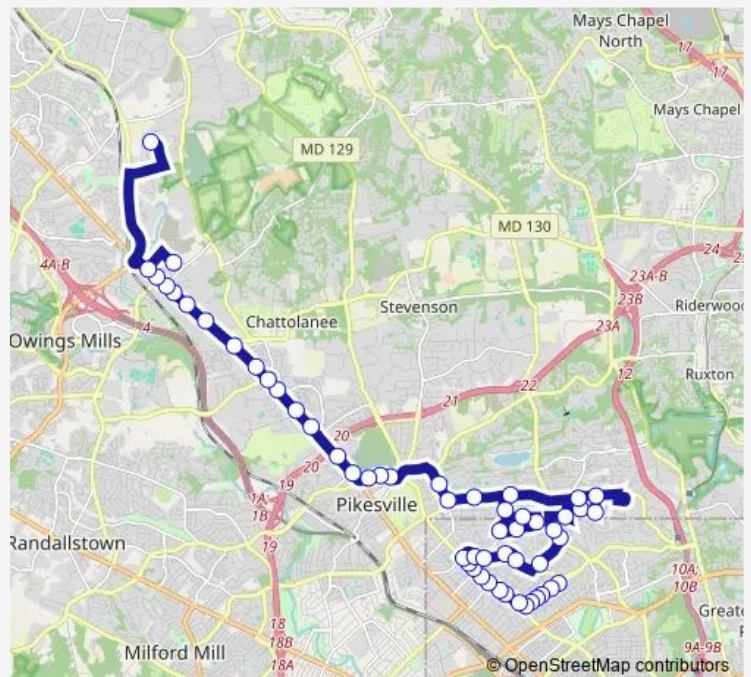 Mays Chapel
North
17
17
Mays Chapel
MD 129
MD 130
24
23A-B
4A-B
23B
Stevenson
Riderwood
Chattolanee
23A
4
Owings Mills
12
22
Ruxton
21
20
20
19
1A;
1B
Pikesville
Randallstown
19
10A;
10B
Greate
18
18B
Milford Mill
18A
9A-9B
© OpenStreetMap contributors